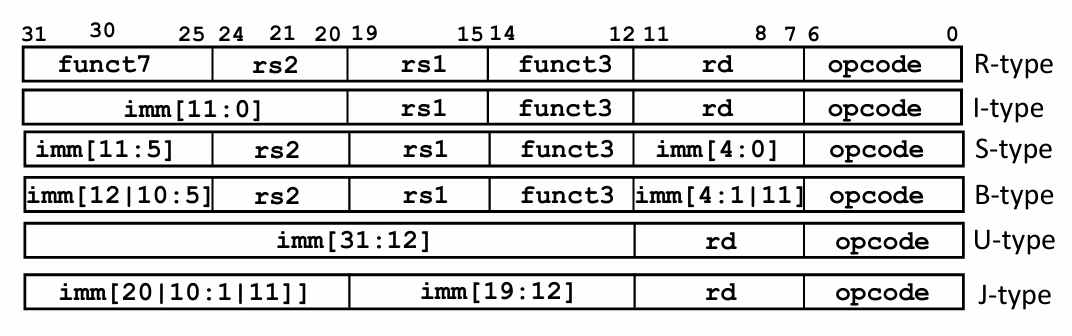 31 30 25 24 21 20 19 15 14 12 11 8 7 6 0
funct7 rs2 rs1 funct3 rd opcode R-type
imm[11:0] rs1 funct3 rd opcode I-type
imm[11:5] rs2 rs1 funct3 imm[4:0] opcode S-type
imm[12|10:5] rs2 rs1 funct3 imm[4:1|11] opcode B-type
imm[31:12] rd opcode U-type
imm[20|10:1|11]] imm[19:12] rd opcode J-type